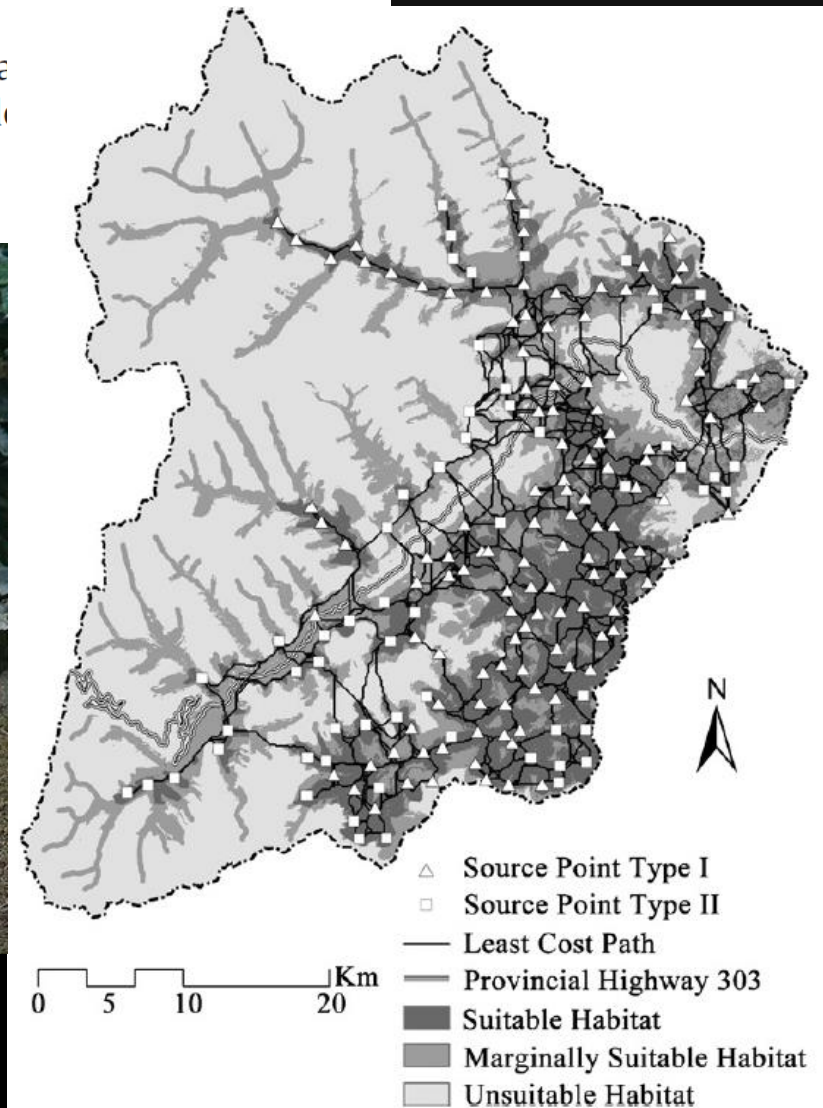 N
Source Point Type I
Source Point Type II
Least Cost Path
Km
Provincial Highway 303
0 5 10 20
Suitable Habitat
Marginally Suitable Habitat
Unsuitable Habitat